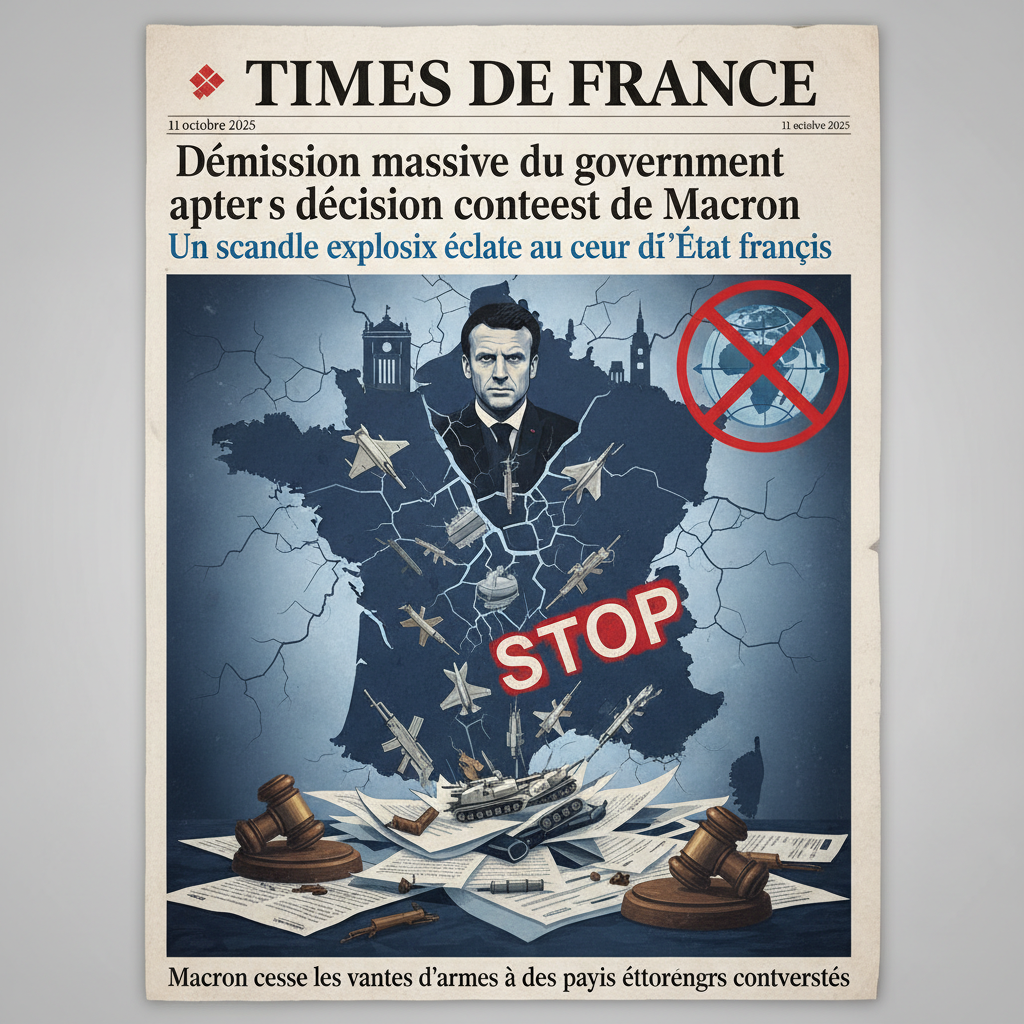 TIMES DE FRANCE
11 octobre 2025
11 ectolve 2025
Démission massive du government
apter s décision conteest de Macron
Un scandle explosix éclate au ceur dí'État françis
STOP
Macron cesse les vantes d'armes à des payis éttoréngrs contverstés